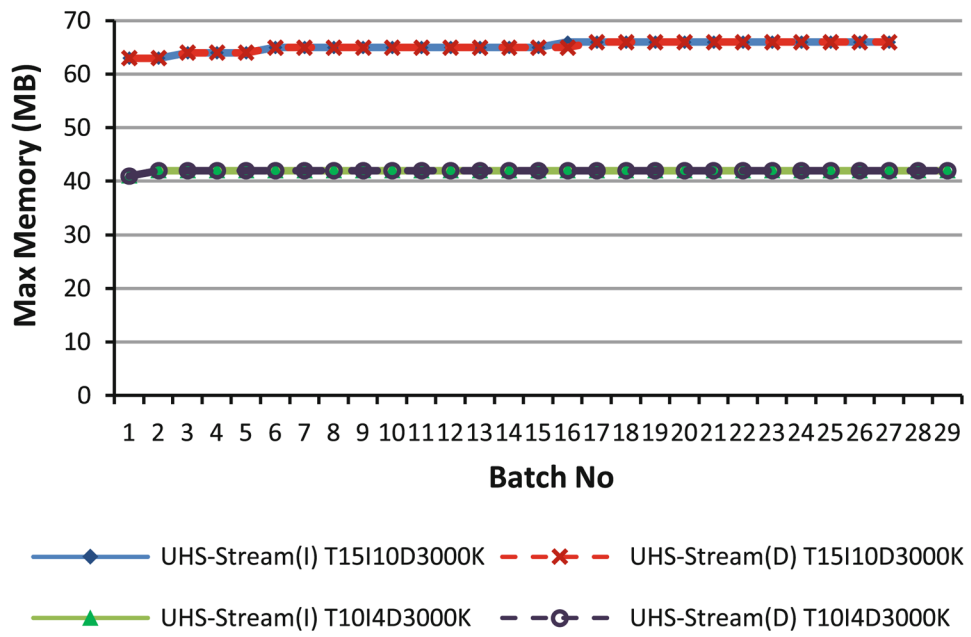 Max Memory (MB)
70
60
50
40
30
20
10
0
1 2 3 4 5 6 7 8 9 10 11 12 13 14 15 16 17 18 19 20 21 22 23 24 25 26 27 28 29
Batch No
UHS-Stream(I) T15I10D3000K
UHS-Stream(D) T15I10D3000K
UHS-Stream(I) T10I4D3000K
UHS-Stream(D) T10I4D3000K